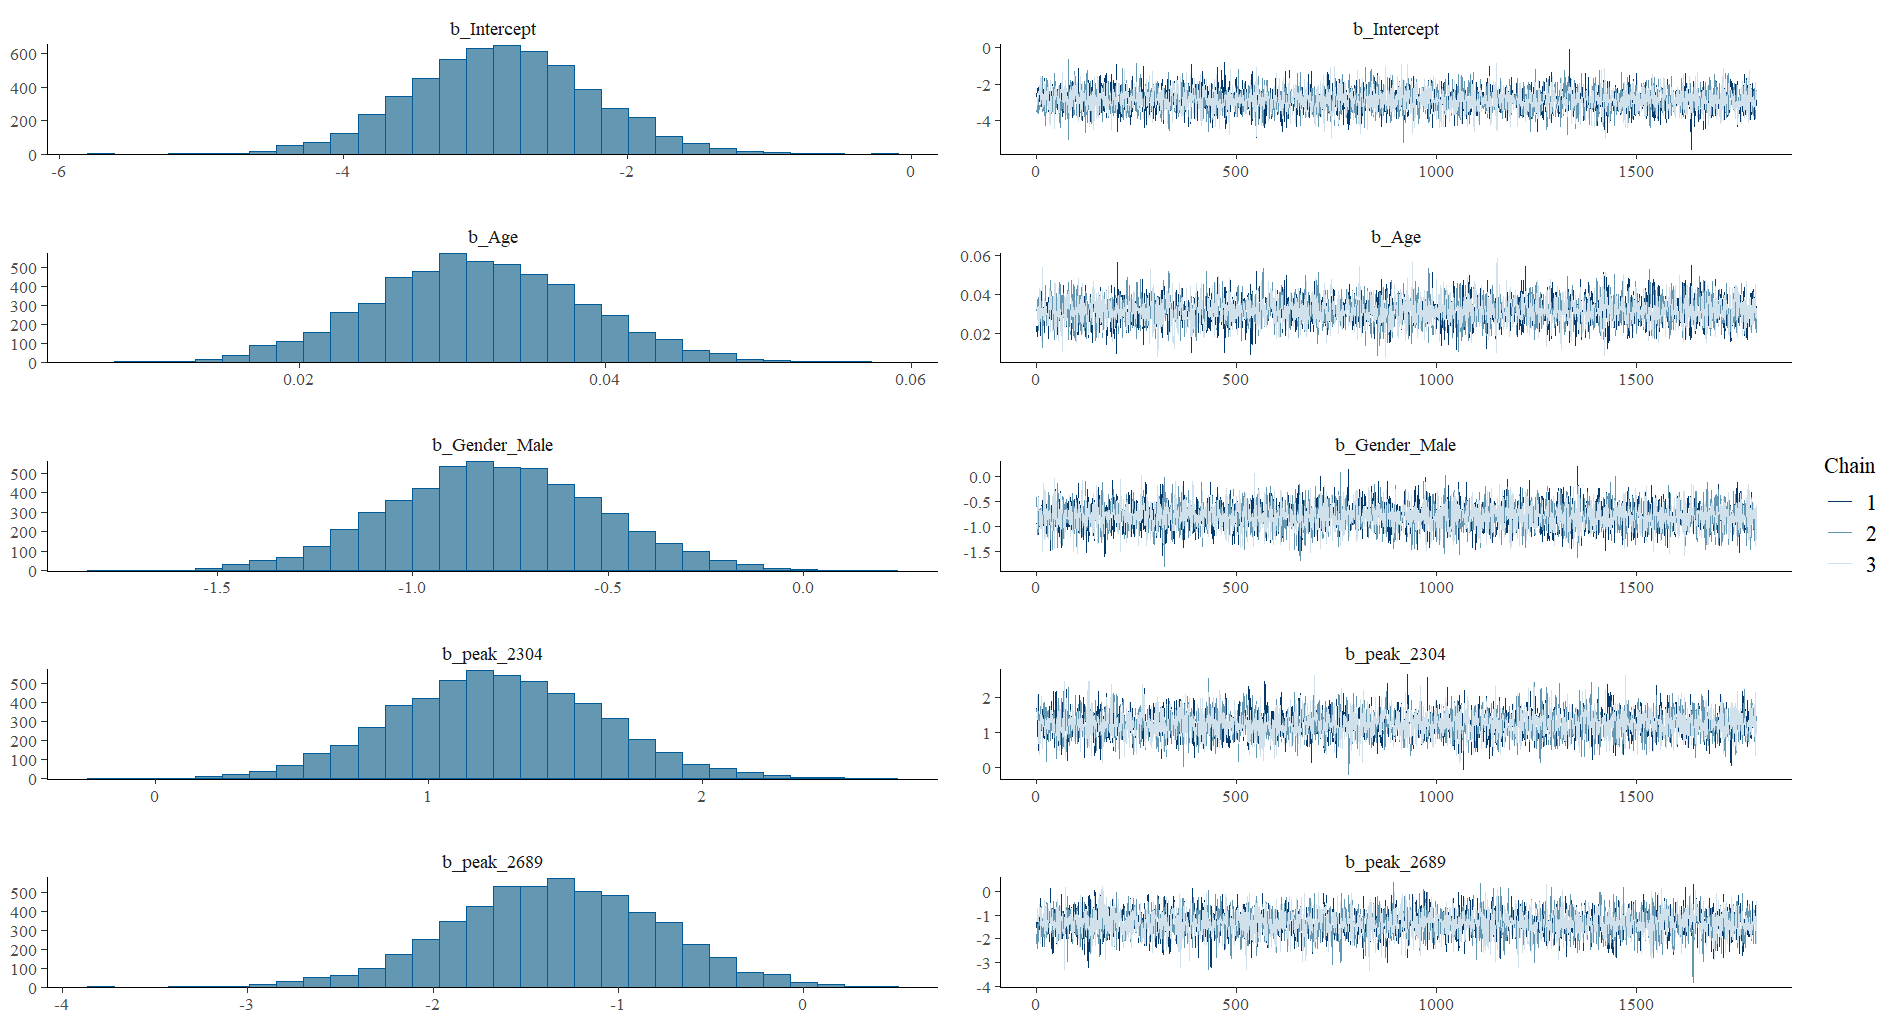 b_Intercept
600
400
200
0
-6 -4 -2 0
b_Intercept
0
-2
-4
0 500 1000 1500
b_Age
500
400
300
200
100
0
0.02 0.04 0.06
b_Age
0.06
0.04
0.02
0 500 1000 1500
b_Gender_Male
500
400
300
200
100
0
-1.5 -1.0 -0.5 0.0
b_Gender_Male
0.0
-0.5
-1.0
-1.5
0 500 1000 1500
b_peak_2304
500
400
300
200
100
0
0 1 2
b_peak_2304
2
1
0
0 500 1000 1500
b_peak_2689
500
400
300
200
100
0
-4 -3 -2 -1 0
b_peak_2689
0
-1
-2
-3
-4
0 500 1000 1500
Chain
1
2
3